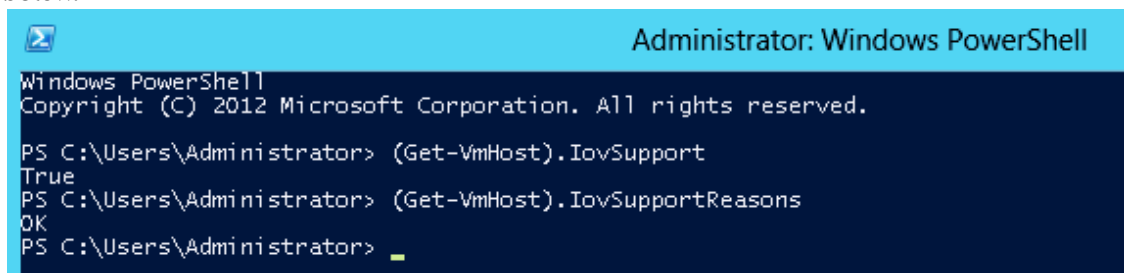 Administrator: Windows PowerShell
Windows PowerShell
Copyright (C) 2012 Microsoft Corporation. All rights reserved.
PS C:\Users\Administrator> (Get-VmHost).IovSupport
True
PS C:\Users\Administrator> (Get-VmHost).IovSupportReasons
OK
PS C:\Users\Administrator> _